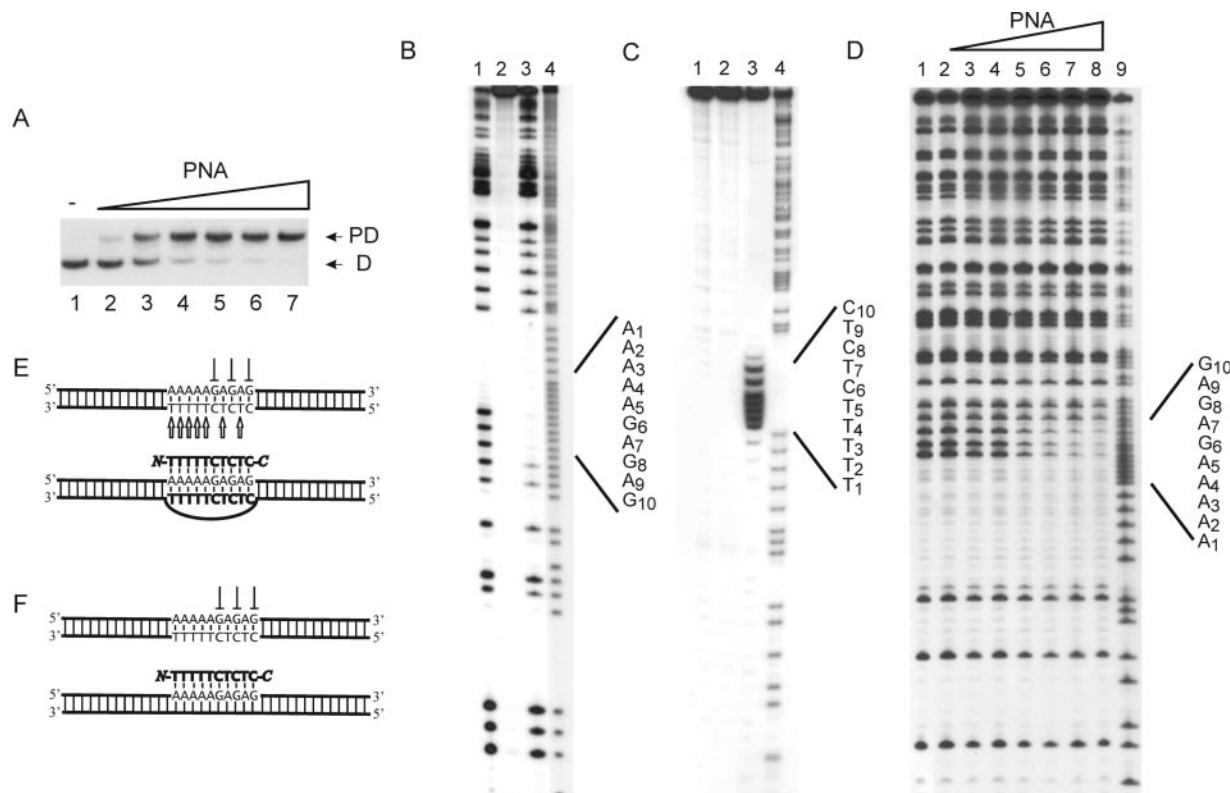 A
PNA
-
PD
D
1 2 3 4 5 6 7
B
1 2 3 4
A1
A2
A3
A4
A5
G6
A7
G8
A9
G10
C
1 2 3 4
C10
T9
C8
T7
C6
T5
T4
T3
T2
T1
D
PNA
1 2 3 4 5 6 7 8 9
G10
A9
G8
A7
G6
A5
A4
A3
A2
A1
E
5' AAAAAGAGAG 3'
3' TTTTTCTCTC 5'
N-TTTTTCTCTC-C
5' AAAAAGAGAG 3'
3' TTTTTCTCTC 5'
F
5' AAAAAGAGAG 3'
3' TTTTTCTCTC 5'
N-TTTTTCTCTC-C
3' AAAAAGAGAG 3'
3' 5'